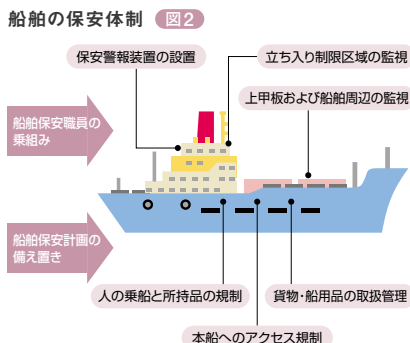 船舶の保安体制 図2
保安警報装置の設置
立ち入り制限区域の監視
上甲板および船舶周辺の監視
船舶保安職員の
乗組み
船舶保安計画の
備え置き
人の乗船と所持品の規制
貨物・船用品の取扱管理
本船へのアクセス規制